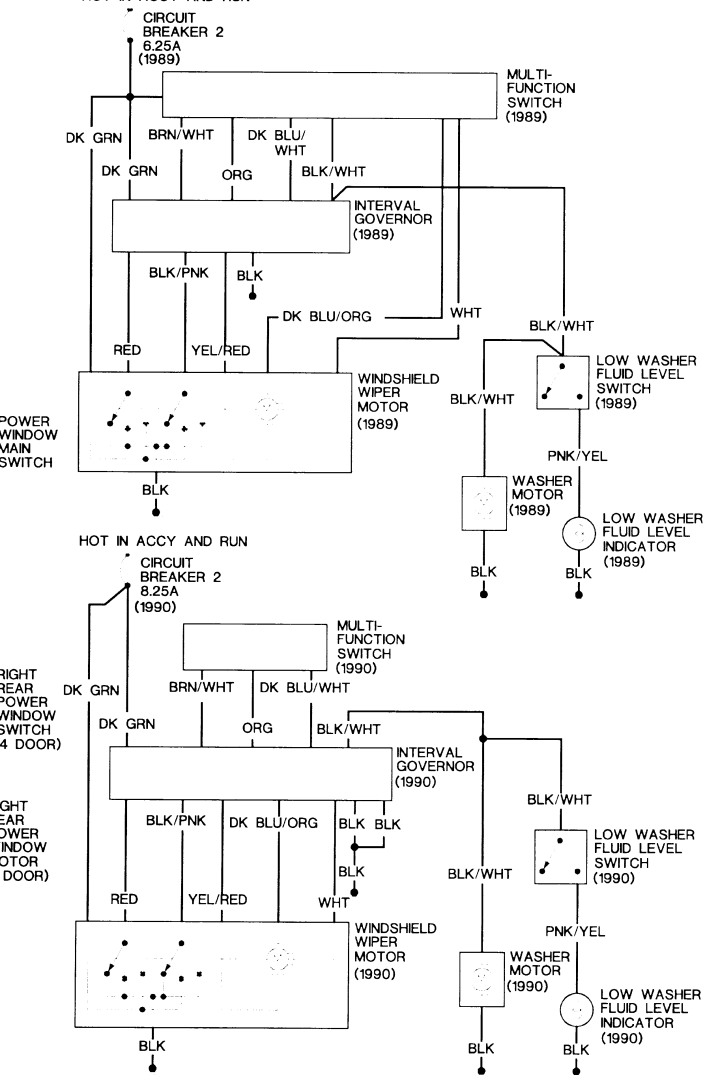 CIRCUIT
BREAKER 2
6.25A
(1989)
MULTI-
FUNCTION
SWITCH
(1989)
DK GRN
BRN/WHT
DK BLU/
WHT
DK GRN
ORG
BLK/WHT
INTERVAL
GOVERNOR
(1989)
BLK/PNK
BLK
DK BLU/ORG
WHT
BLK/WHT
RED
YEL/RED
WINDSHIELD
WIPER
MOTOR
(1989)
LOW WASHER
FLUID LEVEL
SWITCH
(1989)
BLK/WHT
POWER
WINDOW
MAIN
SWITCH
PNK/YEL
BLK
WASHER
MOTOR
(1989)
LOW WASHER
FLUID LEVEL
INDICATOR
(1989)
BLK
BLK
HOT IN ACCY AND RUN
CIRCUIT
BREAKER 2
8.25A
(1990)
MULTI-
FUNCTION
SWITCH
(1990)
RIGHT
REAR
POWER
WINDOW
SWITCH
4 DOOR)
DK GRN
BRN/WHT
DK BLU/WHT
DK GRN
ORG
BLK/WHT
INTERVAL
GOVERNOR
(1990)
BLK/WHT
IGHT
EAR
OWER
INDOW
OTOR
DOOR)
BLK/PNK
DK BLU/ORG
BLK
BLK
LOW WASHER
FLUID LEVEL
SWITCH
(1990)
BLK
BLK/WHT
RED
YEL/RED
WHT
WINDSHIELD
WIPER
MOTOR
(1990)
PNK/YEL
WASHER
MOTOR
(1990)
LOW WASHER
FLUID LEVEL
INDICATOR
(1990)
BLK
BLK
BLK